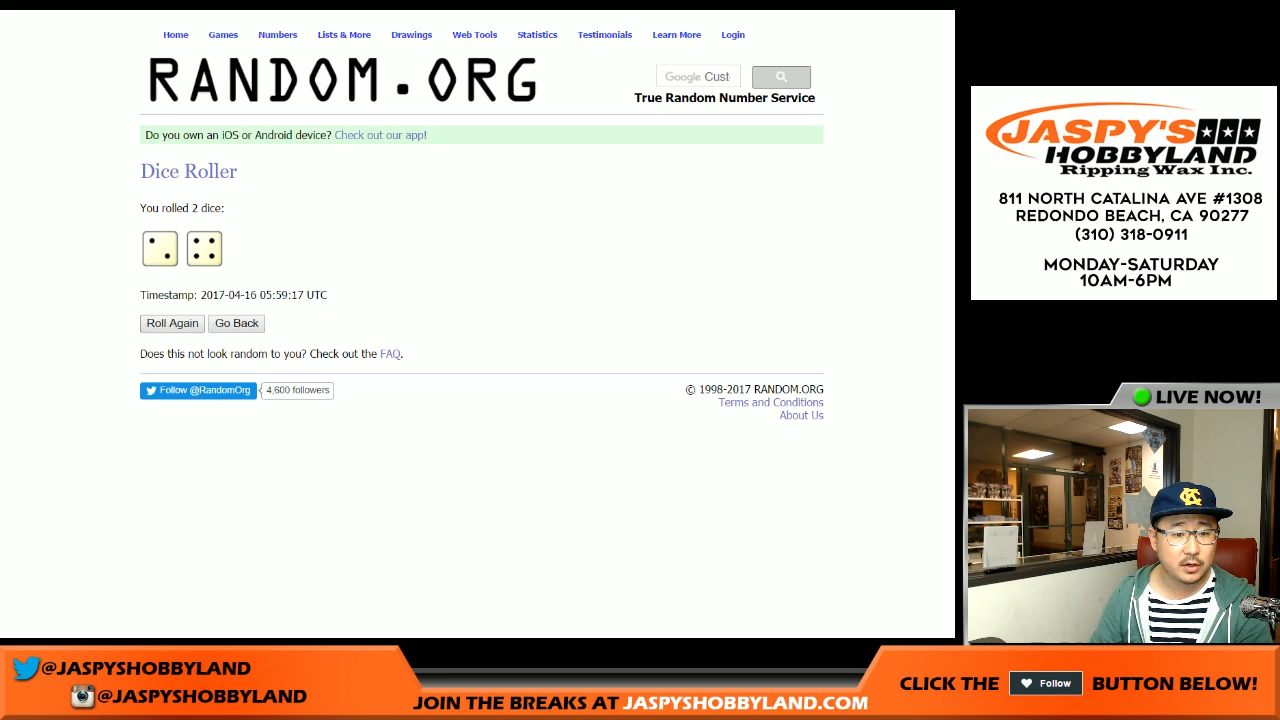 Home Games Numbers Lists & More Drawings Web Tools Statistics Testimonials Learn More Login
RANDOM.ORG
Google Cust
True Random Number Service
Do you own an iOS or Android device? Check out our app!
Dice Roller
You rolled 2 dice:
Timestamp: 2017-04-16 05:59:17 UTC
Roll Again Go Back
Does this not look random to you? Check out the FAQ.
Follow @RandomOrg 4,600 followers
© 1998-2017 RANDOM.ORG
Terms and Conditions
About Us
JASPY'S
HOBBYLAND
Ripping Wax Inc.
811 NORTH CATALINA AVE #1308
REDONDO BEACH, CA 90277
(310) 318-0911
MONDAY-SATURDAY
10AM-6PM
LIVE NOW!
KC
@JASPYSHOBBYLAND
@JASPYSHOBBYLAND
JOIN THE BREAKS AT JASPYSHOBBYLAND.COM
CLICK THE Follow BUTTON BELOW!